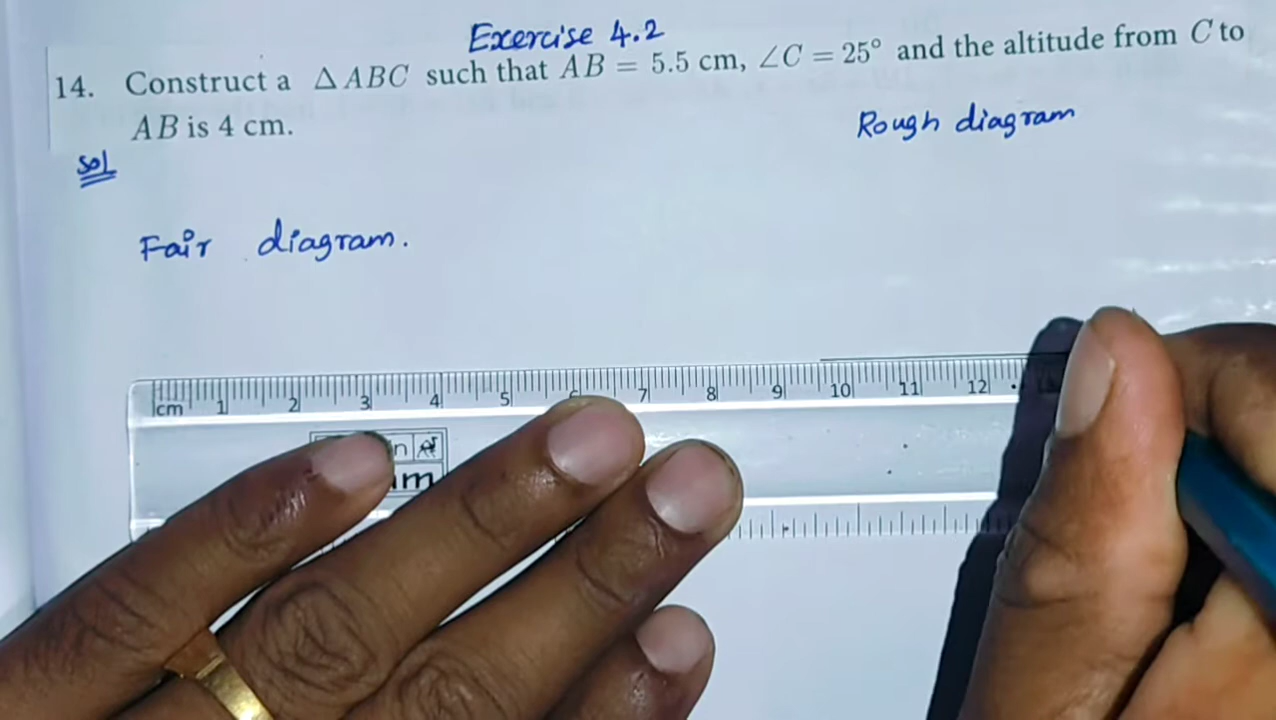 Exercise 4.2
14. Construct a △ABC such that AB = 5.5 cm, ∠C = 25° and the altitude from C to
AB is 4 cm.
Rough diagram
Sol
Fair diagram.
cm 1 2 3 4 5 6 7 8 9 10 11 12